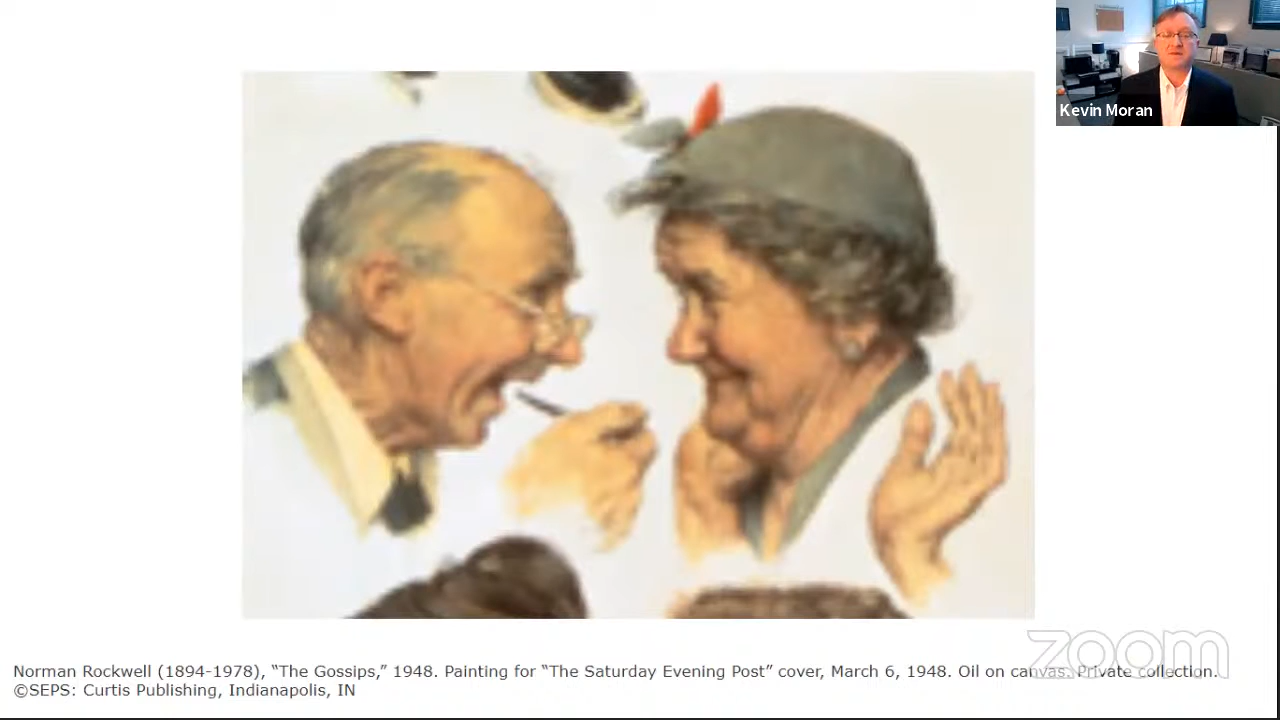 Kevin Moran
zoom
Norman Rockwell (1894-1978), “The Gossips,” 1948. Painting for “The Saturday Evening Post” cover, March 6, 1948. Oil on canvas. Private collection.
©SEPS: Curtis Publishing, Indianapolis, IN